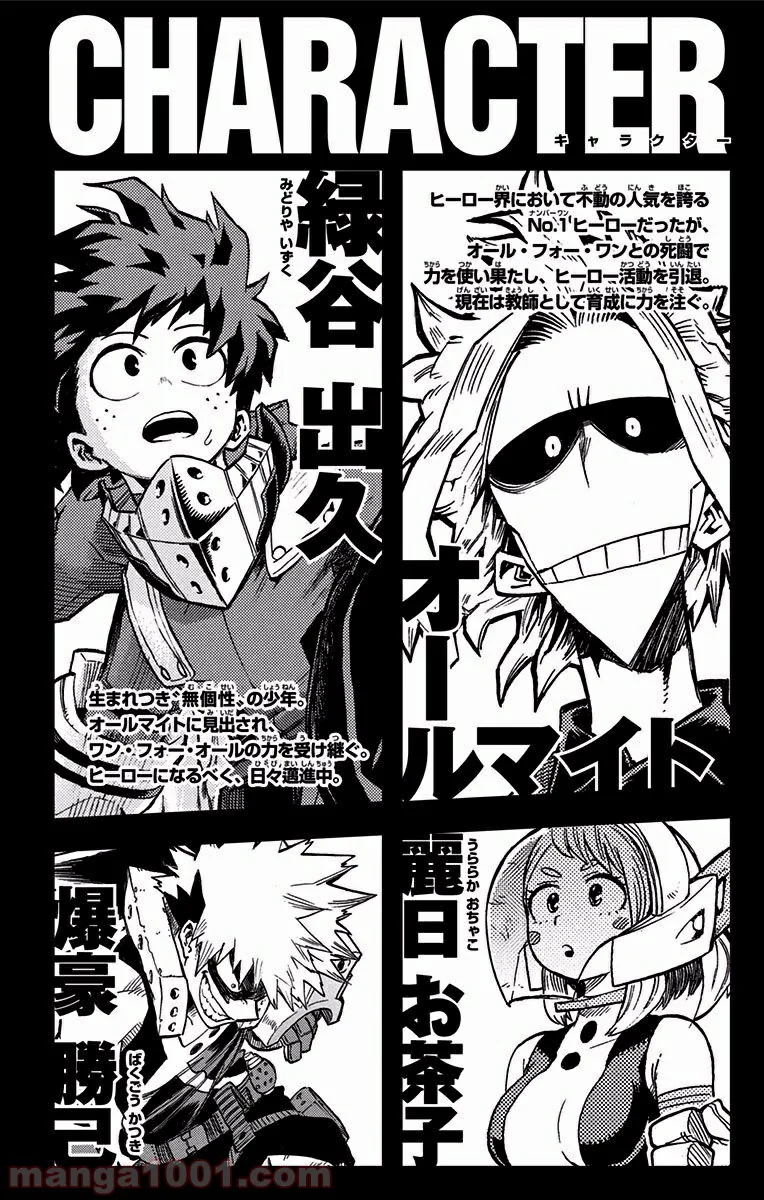 CHARACTER
キャラクター
緑谷 出久
みどりや いずく
生まれつき〝無個性〟の少年。
オールマイトに見出され、
ワン・フォー・オールの力を受け継ぐ。
ヒーローになるべく、日々邁進中。
ヒーロー界において不動の人気を誇る
No.1ヒーローだったが、
オール・フォー・ワンとの死闘で
力を使い果たし、ヒーロー活動を引退。
現在は教師として育成に力を注ぐ。
オールマイト
爆豪 勝己
ばくごう かつき
麗日 お茶子
うららか おちゃこ
manga1001.com